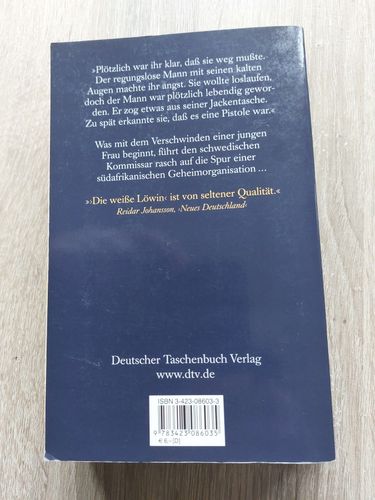 »Plötzlich war ihr klar, daß sie weg mußte.
Der regungslose Mann mit seinen kalten
Augen machte ihr angst. Sie wollte loslaufen,
doch der Mann war plötzlich lebendig gewor-
den. Er zog etwas aus seiner Jackentasche.
Zu spät erkannte sie, daß es eine Pistole war.«
Was mit dem Verschwinden einer jungen
Frau beginnt, führt den schwedischen
Kommissar rasch auf die Spur einer
südafrikanischen Geheimorganisation ...
»›Die weiße Löwin‹ ist von seltener Qualität.«
Reidar Johansson, ›Neues Deutschland‹
Deutscher Taschenbuch Verlag
www.dtv.de
ISBN 3-423-08603-3
9 783423 086035
€ 6,- [D]